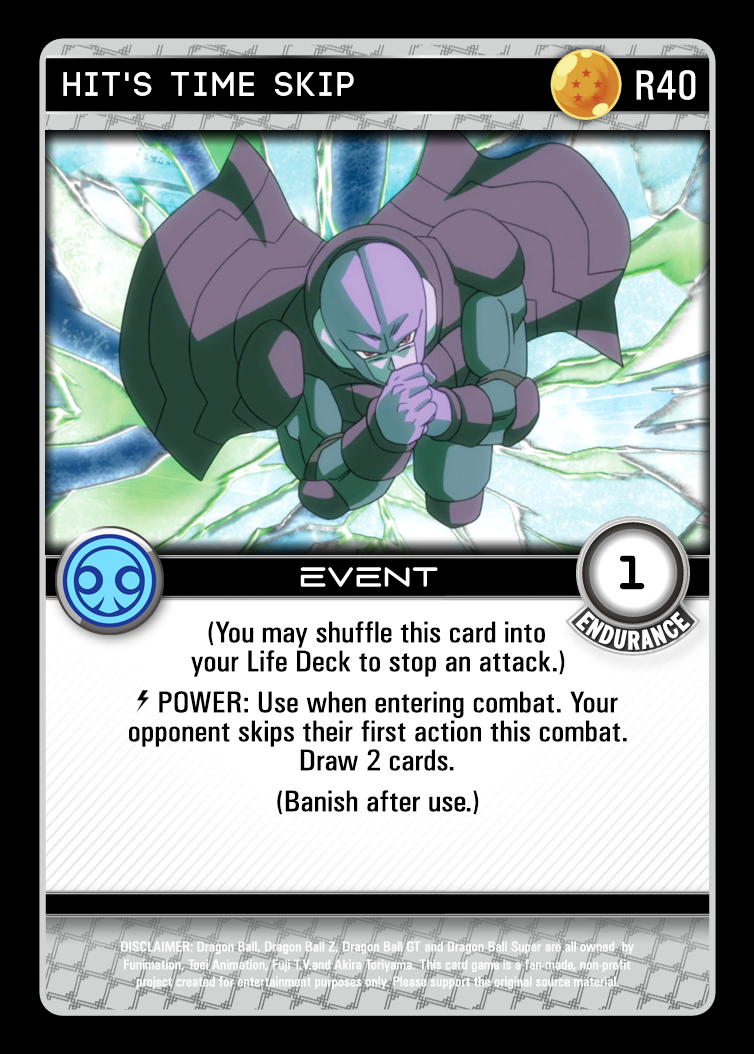 HIT'S TIME SKIP
R40
EVENT
1
ENDURANCE
(You may shuffle this card into
your Life Deck to stop an attack.)
POWER: Use when entering combat. Your
opponent skips their first action this combat.
Draw 2 cards.
(Banish after use.)
DISCLAIMER: Dragon Ball, Dragon Ball Z, Dragon Ball GT and Dragon Ball Super are all owned by
Funimation, Toei Animation, Fuji T.V.and Akira Toriyama. This card game is a fan-made, non-profit
project created for entertainment purposes only. Please support the original source material.